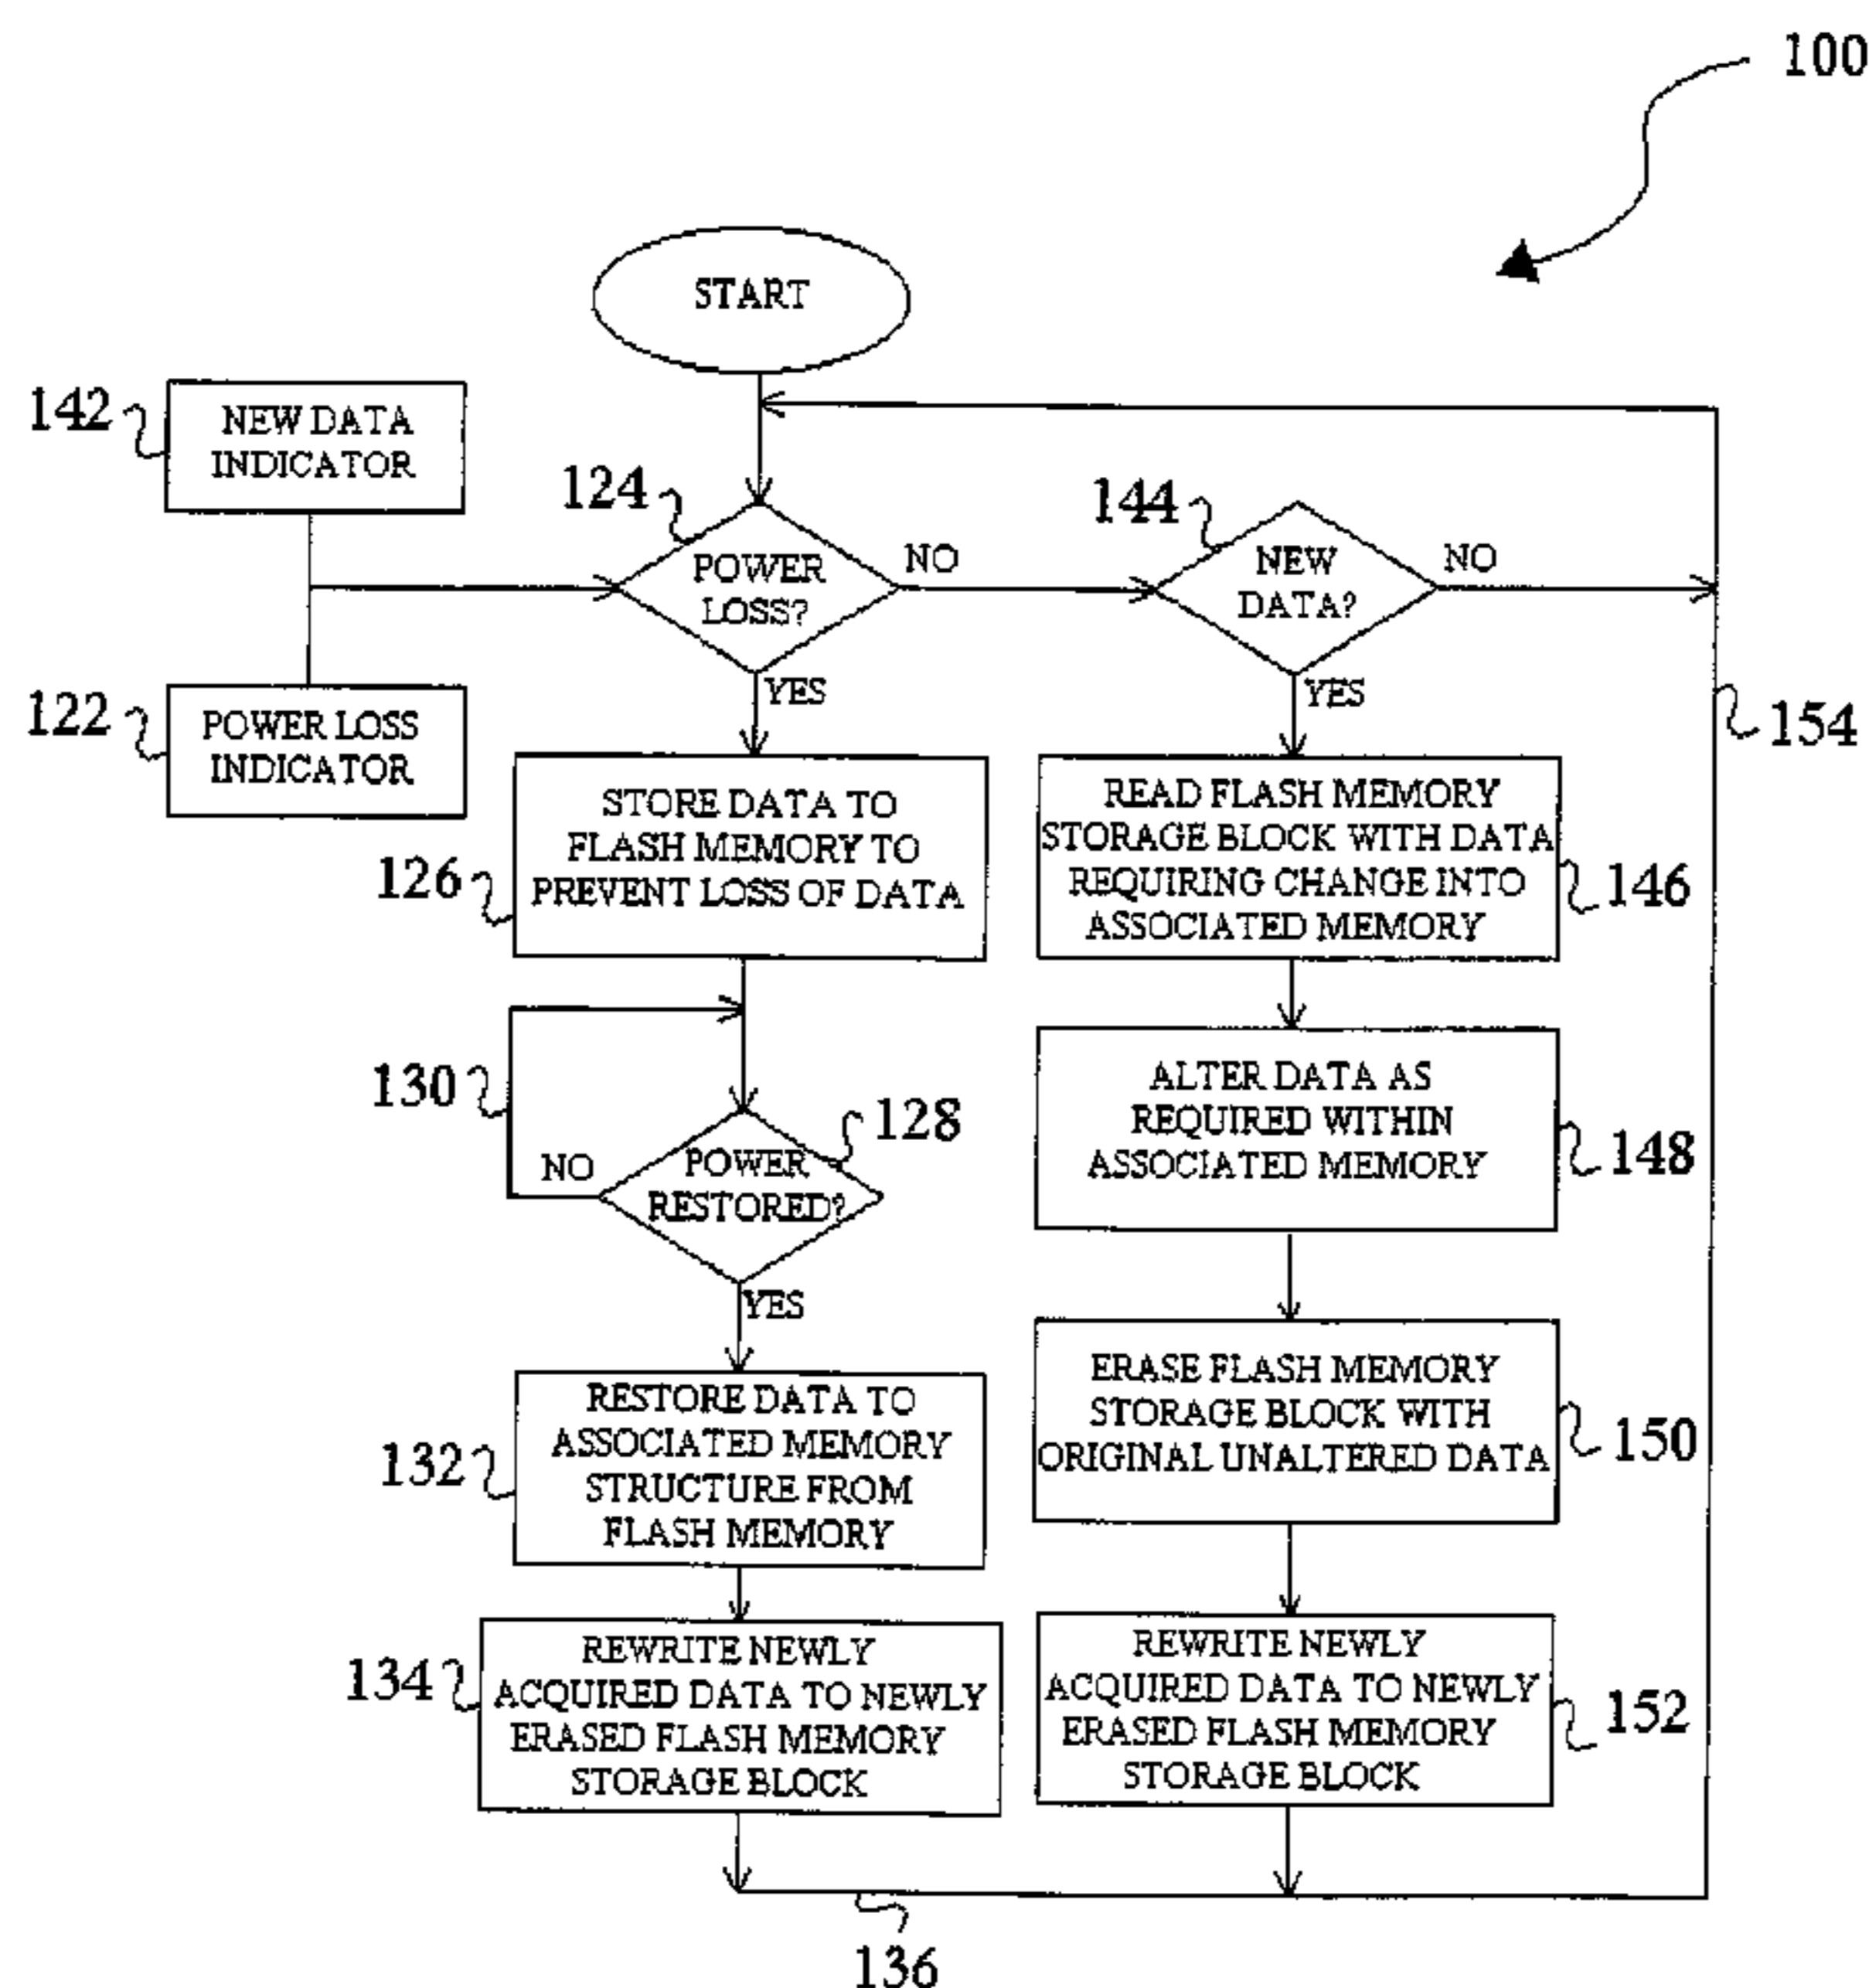 100
START
142
NEW DATA
INDICATOR
124
POWER
LOSS?
NO
144
NEW
DATA?
NO
122
POWER LOSS
INDICATOR
YES
YES
154
126
STORE DATA TO
FLASH MEMORY TO
PREVENT LOSS OF DATA
READ FLASH MEMORY
STORAGE BLOCK WITH DATA
REQUIRING CHANGE INTO
ASSOCIATED MEMORY
146
130
NO
128
POWER
RESTORED?
YES
ALTER DATA AS
REQUIRED WITHIN
ASSOCIATED MEMORY
148
132
RESTORE DATA TO
ASSOCIATED MEMORY
STRUCTURE FROM
FLASH MEMORY
ERASE FLASH MEMORY
STORAGE BLOCK WITH
ORIGINAL UNALTERED DATA
150
134
REWRITE NEWLY
ACQUIRED DATA TO NEWLY
ERASED FLASH MEMORY
STORAGE BLOCK
REWRITE NEWLY
ACQUIRED DATA TO NEWLY
ERASED FLASH MEMORY
STORAGE BLOCK
152
136